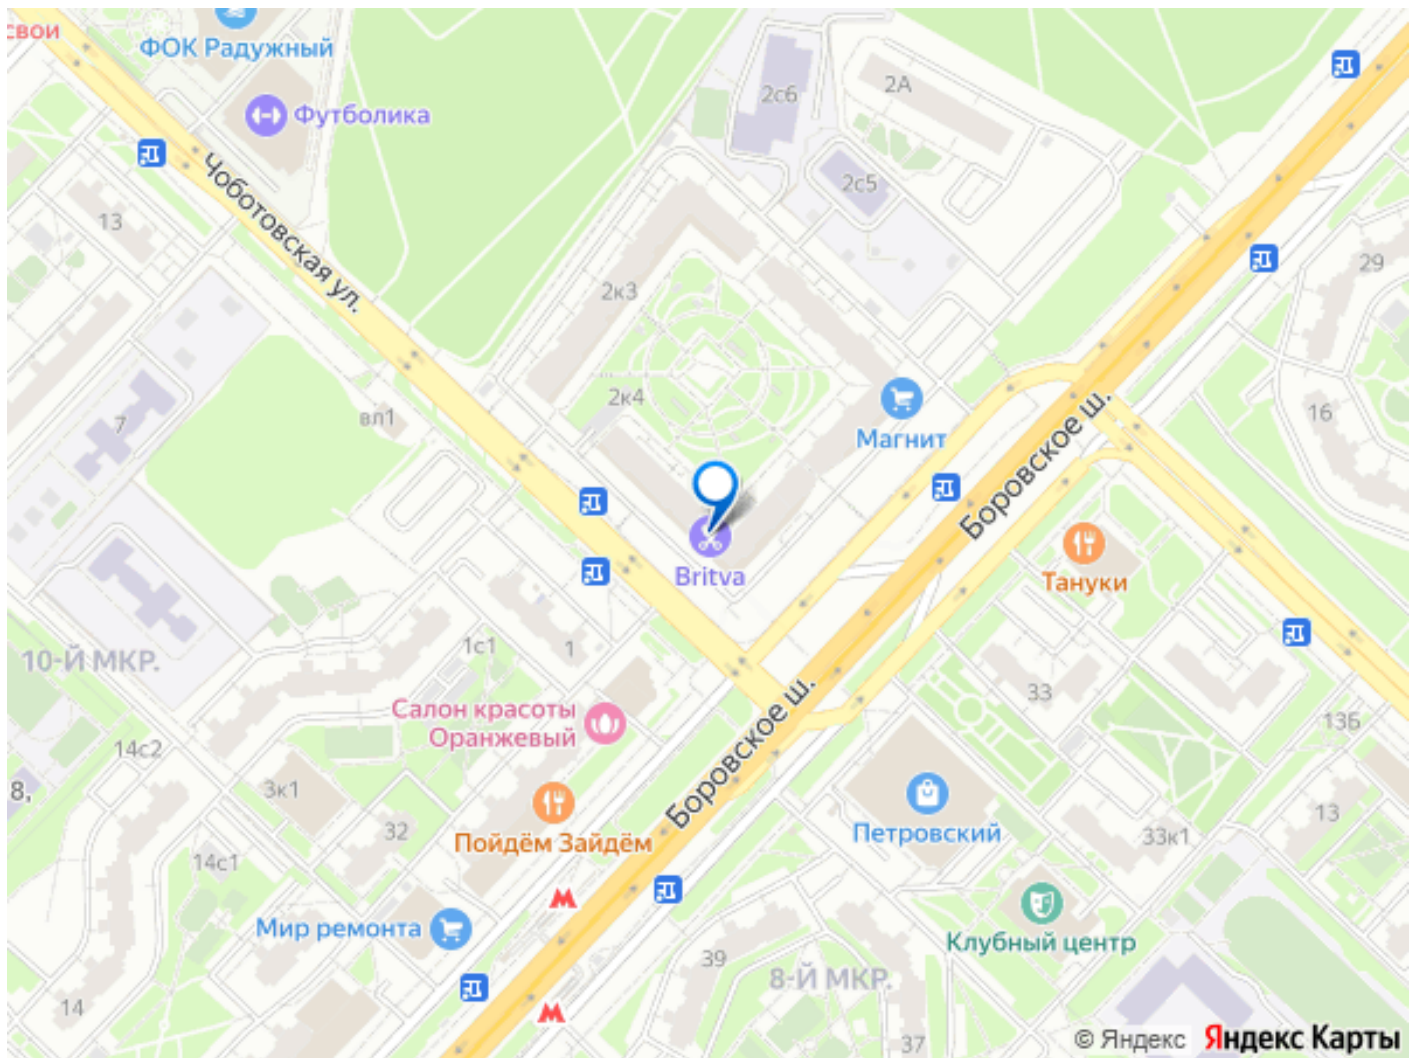 свои
ФОК Радужный
Футболика
2с6
2А
2с5
Чоботовская ул.
13
29
2к3
2к4
вл1
7
16
Магнит
Боровское ш.
Britva
Тануки
10-Й МКР.
1с1
1
33
13Б
Салон красоты
Оранжевый
14с2
Боровское ш.
8,
3к1
32
Пойдём Зайдём
Петровский
13
33к1
14с1
Мир ремонта
Клубный центр
39
8-Й МКР.
14
37
© Яндекс Яндекс Карты